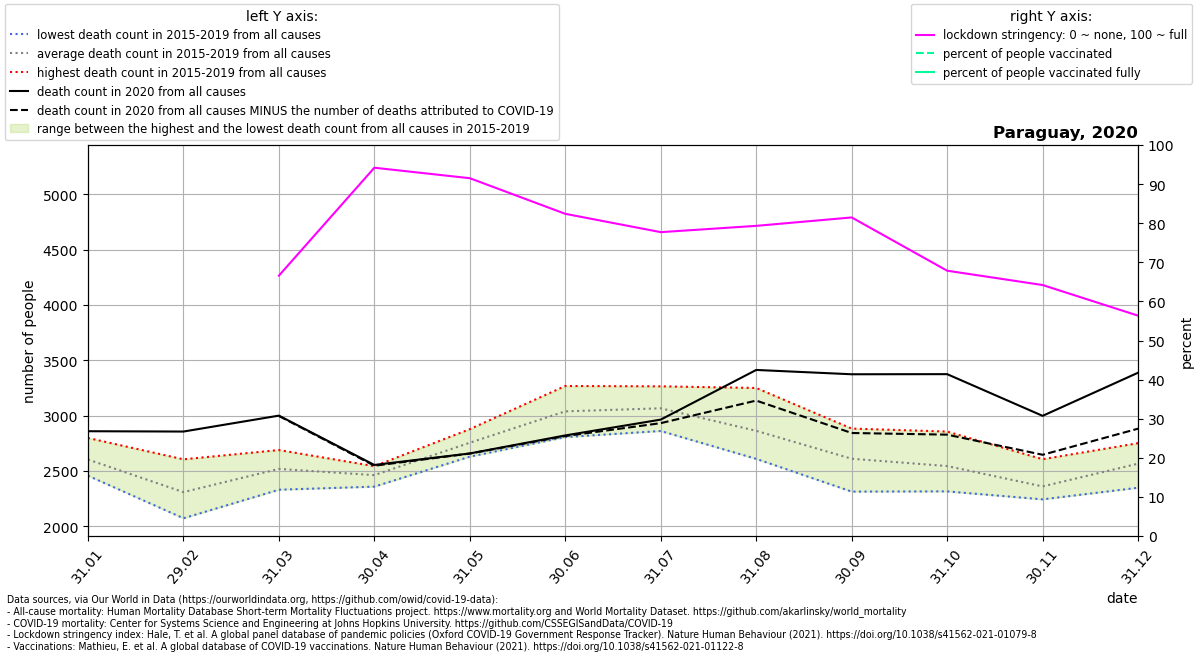 left Y axis:
lowest death count in 2015-2019 from all causes
average death count in 2015-2019 from all causes
highest death count in 2015-2019 from all causes
death count in 2020 from all causes
death count in 2020 from all causes MINUS the number of deaths attributed to COVID-19
range between the highest and the lowest death count from all causes in 2015-2019
right Y axis:
lockdown stringency: 0 ~ none, 100 ~ full
percent of people vaccinated
percent of people vaccinated fully
Paraguay, 2020
number of people
5000
4500
4000
3500
3000
2500
2000
100
90
80
70
60
50
40
30
20
10
0
percent
31.01
29.02
31.03
30.04
31.05
30.06
31.07
31.08
30.09
31.10
30.11
31.12
date
Data sources, via Our World in Data (https://ourworldindata.org, https://github.com/owid/covid-19-data):
- All-cause mortality: Human Mortality Database Short-term Mortality Fluctuations project. https://www.mortality.org and World Mortality Dataset. https://github.com/akarlinsky/world_mortality
- COVID-19 mortality: Center for Systems Science and Engineering at Johns Hopkins University. https://github.com/CSSEGISandData/COVID-19
- Lockdown stringency index: Hale, T. et al. A global panel database of pandemic policies (Oxford COVID-19 Government Response Tracker). Nature Human Behaviour (2021). https://doi.org/10.1038/s41562-021-01079-8
- Vaccinations: Mathieu, E. et al. A global database of COVID-19 vaccinations. Nature Human Behaviour (2021). https://doi.org/10.1038/s41562-021-01122-8